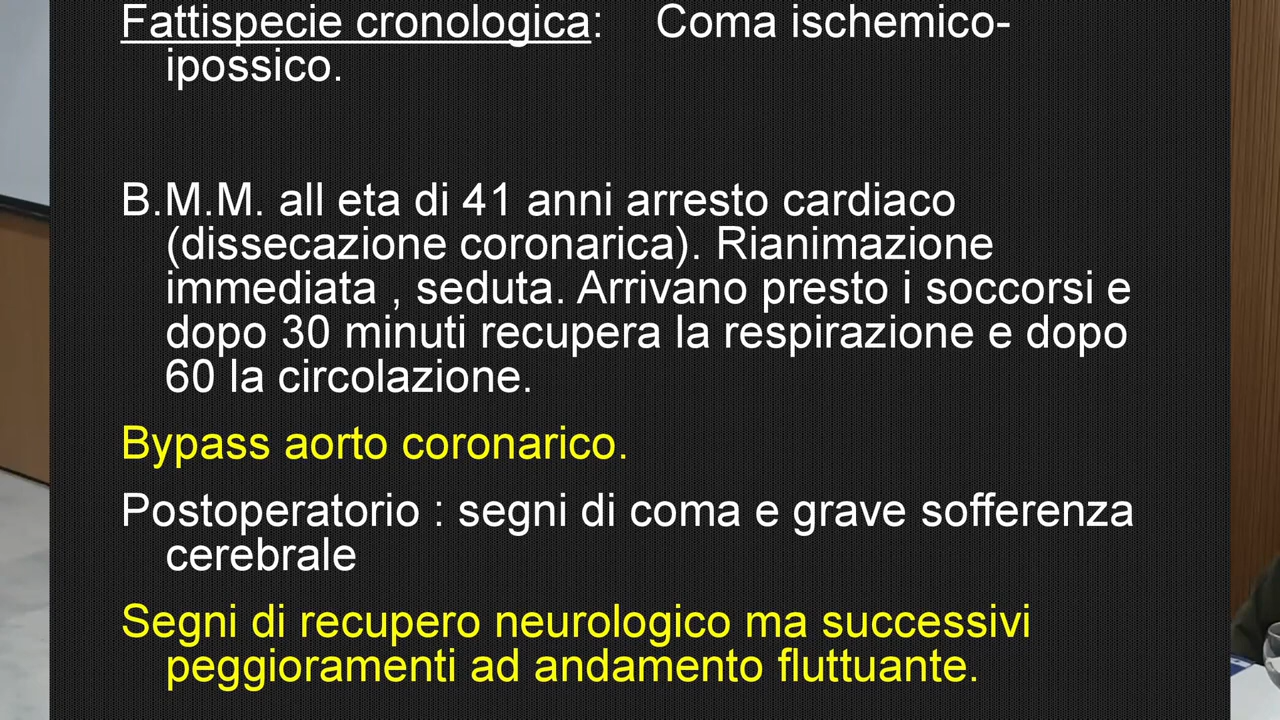 Fattispecie cronologica: Coma ischemico-
ipossico.
B.M.M. all eta di 41 anni arresto cardiaco
(dissecazione coronarica). Rianimazione
immediata , seduta. Arrivano presto i soccorsi e
dopo 30 minuti recupera la respirazione e dopo
60 la circolazione.
Bypass aorto coronarico.
Postoperatorio : segni di coma e grave sofferenza
cerebrale
Segni di recupero neurologico ma successivi
peggioramenti ad andamento fluttuante.